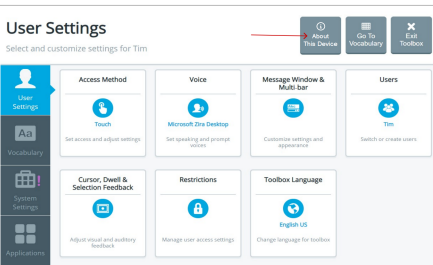 User Settings
Select and customize settings for Tim
About
This Device
Go To
Vocabulary
Exit
Toolbox
User
Settings
Aa
Vocabulary
System
Settings
Applications
Access Method
Touch
Set access and adjust settings
Voice
Microsoft Zira Desktop
Set speaking and prompt
voices
Message Window &
Multi-bar
Customize settings and
appearance
Users
Tim
Switch or create users
Cursor, Dwell &
Selection Feedback
Adjust visual and auditory
feedback
Restrictions
Manage user access settings
Toolbox Language
English US
Change language for toolbox